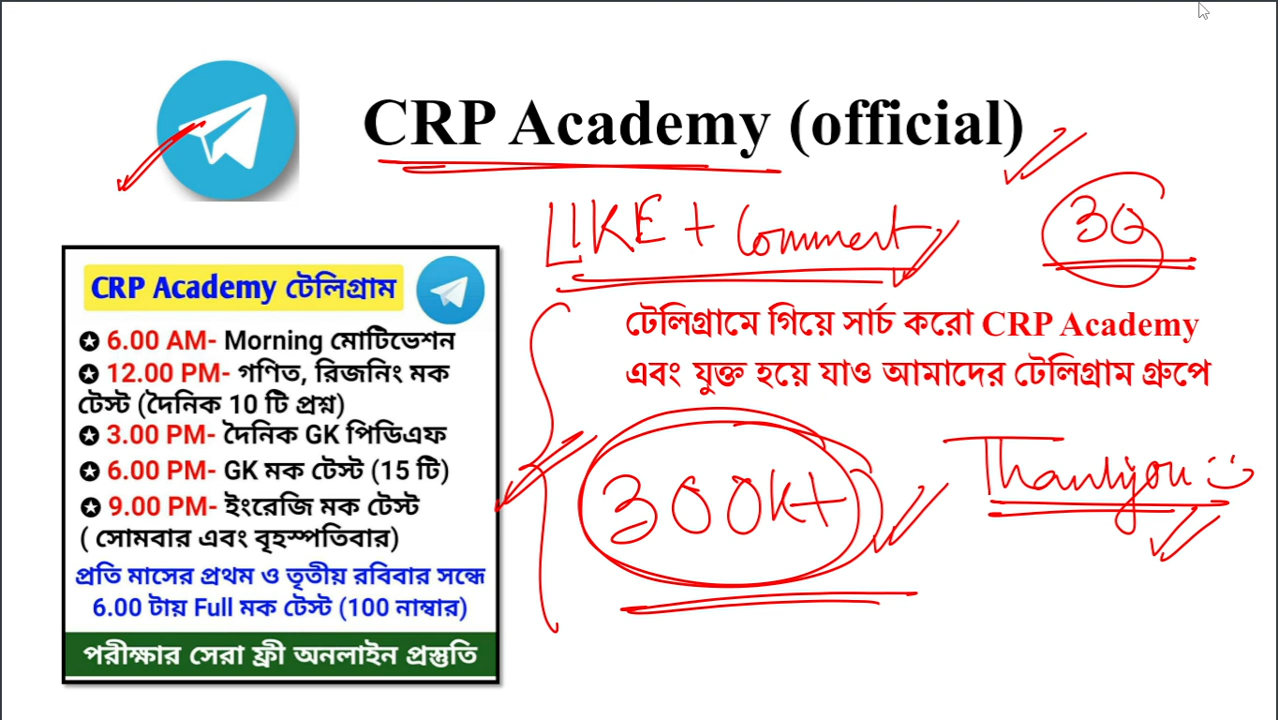 CRP Academy (official)
LIKE + Comment
30
CRP Academy টেলিগ্রাম
6.00 AM- Morning মোটিভেশন
12.00 PM- গণিত, রিজনিং মক
টেস্ট (দৈনিক 10 টি প্রশ্ন)
3.00 PM- দৈনিক GK পিডিএফ
6.00 PM- GK মক টেস্ট (15 টি)
9.00 PM- ইংরেজি মক টেস্ট
( সোমবার এবং বৃহস্পতিবার)
প্রতি মাসের প্রথম ও তৃতীয় রবিবার সন্ধে
6.00 টায় Full মক টেস্ট (100 নাম্বার)
পরীক্ষার সেরা ফ্রী অনলাইন প্রস্তুতি
টেলিগ্রামে গিয়ে সার্চ করো CRP Academy
এবং যুক্ত হয়ে যাও আমাদের টেলিগ্রাম গ্রুপে
300k+
Thankyou